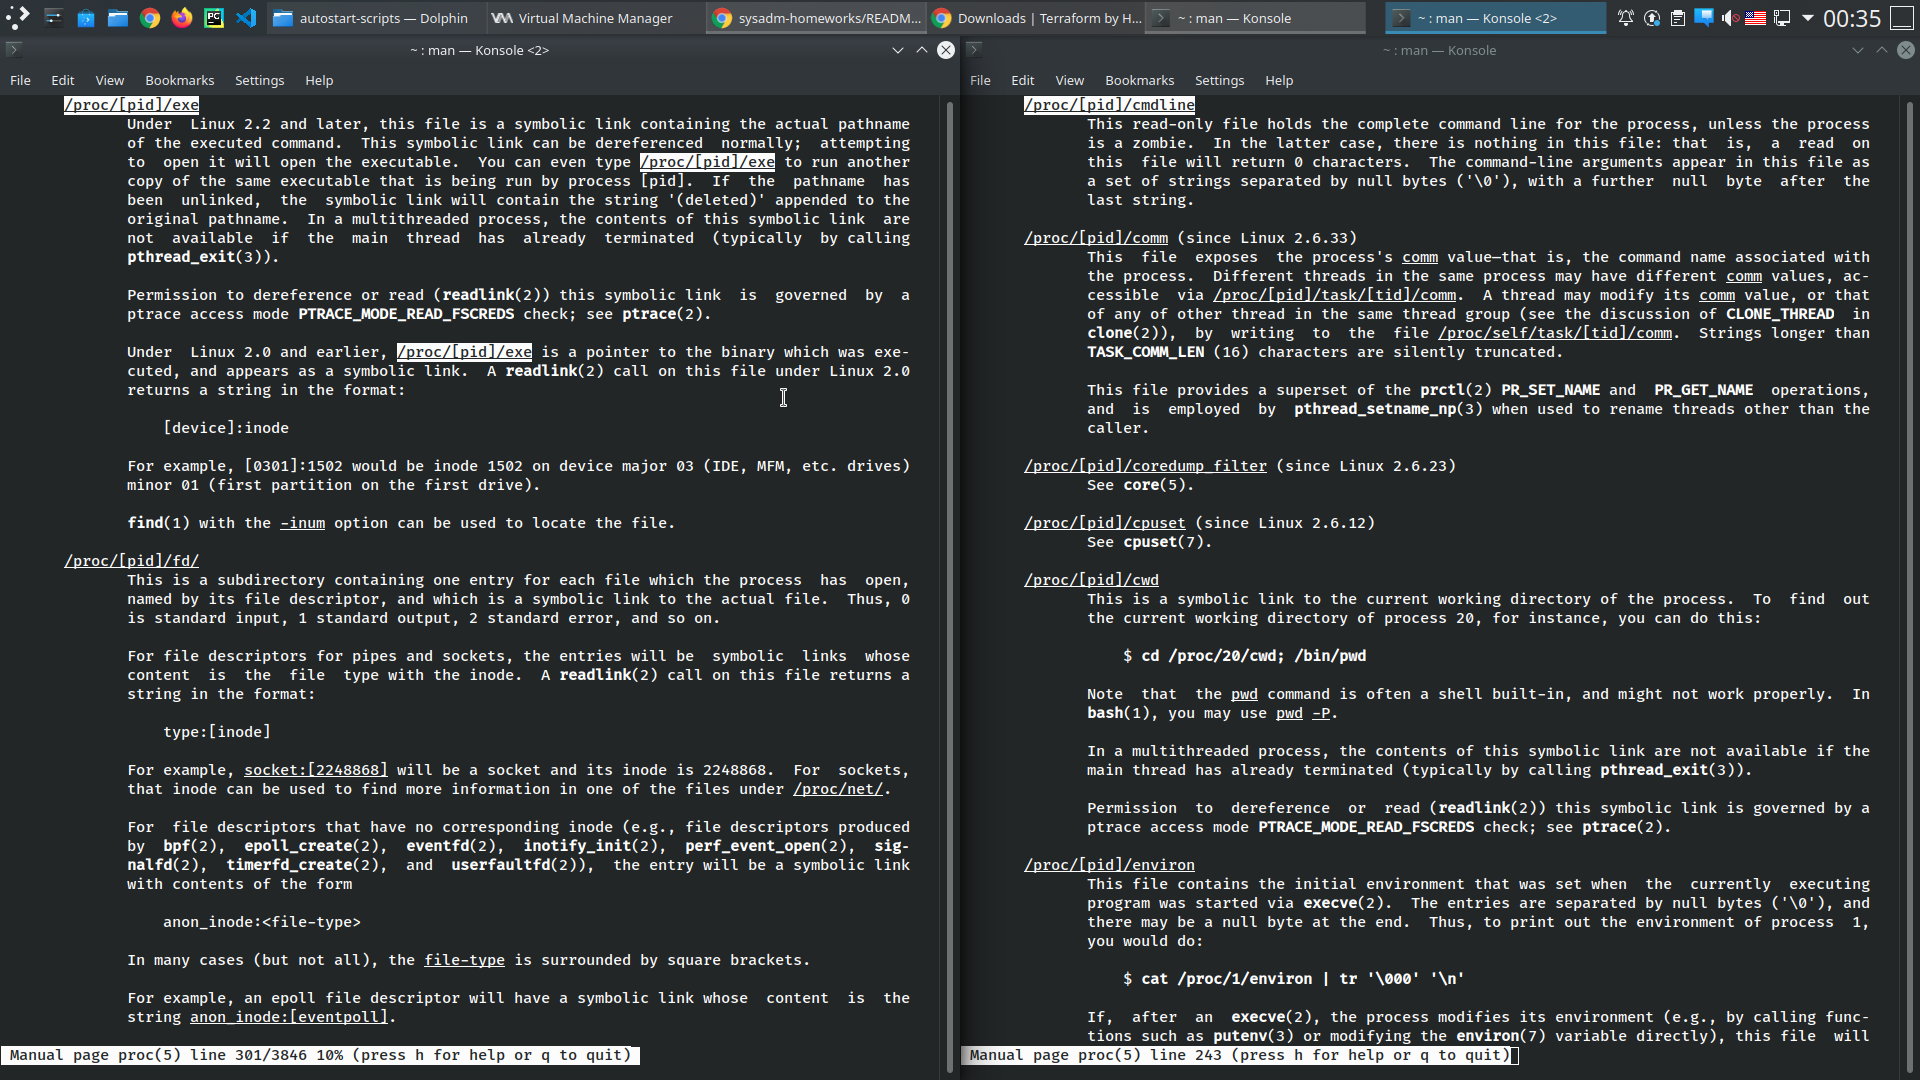 autostart-scripts — Dolphin
Virtual Machine Manager
sysadm-homeworks/READM...
Downloads | Terraform by H...
~ : man — Konsole
~ : man — Konsole <2>
00:35
~ : man — Konsole <2>
File Edit View Bookmarks Settings Help
/proc/[pid]/exe
Under Linux 2.2 and later, this file is a symbolic link containing the actual pathname
of the executed command. This symbolic link can be dereferenced normally; attempting
to open it will open the executable. You can even type /proc/[pid]/exe to run another
copy of the same executable that is being run by process [pid]. If the pathname has
been unlinked, the symbolic link will contain the string '(deleted)' appended to the
original pathname. In a multithreaded process, the contents of this symbolic link are
not available if the main thread has already terminated (typically by calling
pthread_exit(3)).
Permission to dereference or read (readlink(2)) this symbolic link is governed by a
ptrace access mode PTRACE_MODE_READ_FSCREDS check; see ptrace(2).
Under Linux 2.0 and earlier, /proc/[pid]/exe is a pointer to the binary which was exe-
cuted, and appears as a symbolic link. A readlink(2) call on this file under Linux 2.0
returns a string in the format:
[device]:inode
For example, [0301]:1502 would be inode 1502 on device major 03 (IDE, MFM, etc. drives)
minor 01 (first partition on the first drive).
find(1) with the -inum option can be used to locate the file.
/proc/[pid]/fd/
This is a subdirectory containing one entry for each file which the process has open,
named by its file descriptor, and which is a symbolic link to the actual file. Thus, 0
is standard input, 1 standard output, 2 standard error, and so on.
For file descriptors for pipes and sockets, the entries will be symbolic links whose
content is the file type with the inode. A readlink(2) call on this file returns a
string in the format:
type:[inode]
For example, socket:[2248868] will be a socket and its inode is 2248868. For sockets,
that inode can be used to find more information in one of the files under /proc/net/.
For file descriptors that have no corresponding inode (e.g., file descriptors produced
by bpf(2), epoll_create(2), eventfd(2), inotify_init(2), perf_event_open(2), sig-
nalfd(2), timerfd_create(2), and userfaultfd(2)), the entry will be a symbolic link
with contents of the form
anon_inode:<file-type>
In many cases (but not all), the file-type is surrounded by square brackets.
For example, an epoll file descriptor will have a symbolic link whose content is the
string anon_inode:[eventpoll].
Manual page proc(5) line 301/3846 10% (press h for help or q to quit)
~ : man — Konsole
File Edit View Bookmarks Settings Help
/proc/[pid]/cmdline
This read-only file holds the complete command line for the process, unless the process
is a zombie. In the latter case, there is nothing in this file: that is, a read on
this file will return 0 characters. The command-line arguments appear in this file as
a set of strings separated by null bytes ('\0'), with a further null byte after the
last string.
/proc/[pid]/comm (since Linux 2.6.33)
This file exposes the process's comm value—that is, the command name associated with
the process. Different threads in the same process may have different comm values, ac-
cessible via /proc/[pid]/task/[tid]/comm. A thread may modify its comm value, or that
of any of other thread in the same thread group (see the discussion of CLONE_THREAD in
clone(2)), by writing to the file /proc/self/task/[tid]/comm. Strings longer than
TASK_COMM_LEN (16) characters are silently truncated.
This file provides a superset of the prctl(2) PR_SET_NAME and PR_GET_NAME operations,
and is employed by pthread_setname_np(3) when used to rename threads other than the
caller.
/proc/[pid]/coredump_filter (since Linux 2.6.23)
See core(5).
/proc/[pid]/cpuset (since Linux 2.6.12)
See cpuset(7).
/proc/[pid]/cwd
This is a symbolic link to the current working directory of the process. To find out
the current working directory of process 20, for instance, you can do this:
$ cd /proc/20/cwd; /bin/pwd
Note that the pwd command is often a shell built-in, and might not work properly. In
bash(1), you may use pwd -P.
In a multithreaded process, the contents of this symbolic link are not available if the
main thread has already terminated (typically by calling pthread_exit(3)).
Permission to dereference or read (readlink(2)) this symbolic link is governed by a
ptrace access mode PTRACE_MODE_READ_FSCREDS check; see ptrace(2).
/proc/[pid]/environ
This file contains the initial environment that was set when the currently executing
program was started via execve(2). The entries are separated by null bytes ('\0'), and
there may be a null byte at the end. Thus, to print out the environment of process 1,
you would do:
$ cat /proc/1/environ | tr '\000' '\n'
If, after an execve(2), the process modifies its environment (e.g., by calling func-
tions such as putenv(3) or modifying the environ(7) variable directly), this file will
Manual page proc(5) line 243 (press h for help or q to quit)